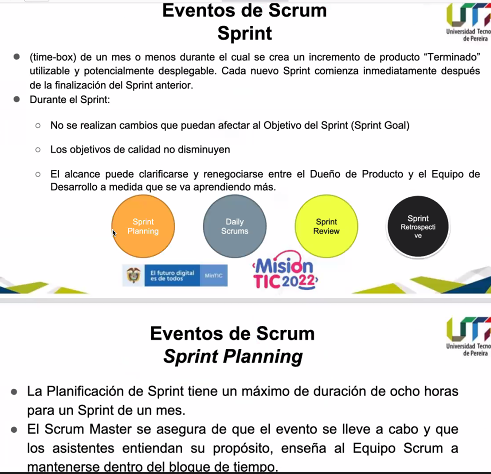 Eventos de Scrum
Sprint
Universidad Tecno
de Pereira
(time-box) de un mes o menos durante el cual se crea un incremento de producto "Terminado"
utilizable y potencialmente desplegable. Cada nuevo Sprint comienza inmediatamente después
de la finalización del Sprint anterior.
Durante el Sprint:
No se realizan cambios que puedan afectar al Objetivo del Sprint (Sprint Goal)
Los objetivos de calidad no disminuyen
El alcance puede clarificarse y renegociarse entre el Dueño de Producto y el Equipo de
Desarrollo a medida que se va aprendiendo más.
Sprint
Planning
Daily
Scrums
Sprint
Review
Sprint
Retrospecti
ve
El futuro digital
es de todos
MinTIC
Misión
TIC2022
Eventos de Scrum
Sprint Planning
UT
Universidad Tecno
de Pereira
La Planificación de Sprint tiene un máximo de duración de ocho horas
para un Sprint de un mes.
El Scrum Master se asegura de que el evento se lleve a cabo y que
los asistentes entiendan su propósito, enseña al Equipo Scrum a
mantenerse dentro del bloque de tiempo.